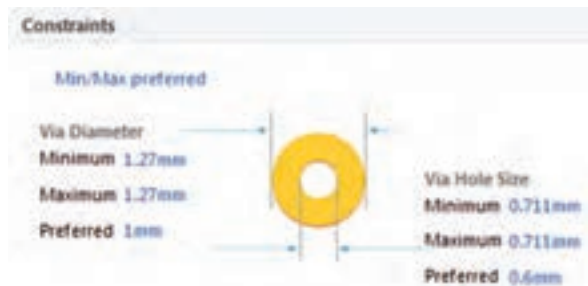 Constraints
Min/Max preferred
Via Diameter
Minimum 1.27mm
Maximum 1.27mm
Preferred 1mm
Via Hole Size
Minimum 0.711mm
Maximum 0.711mm
Preferred 0.6mm